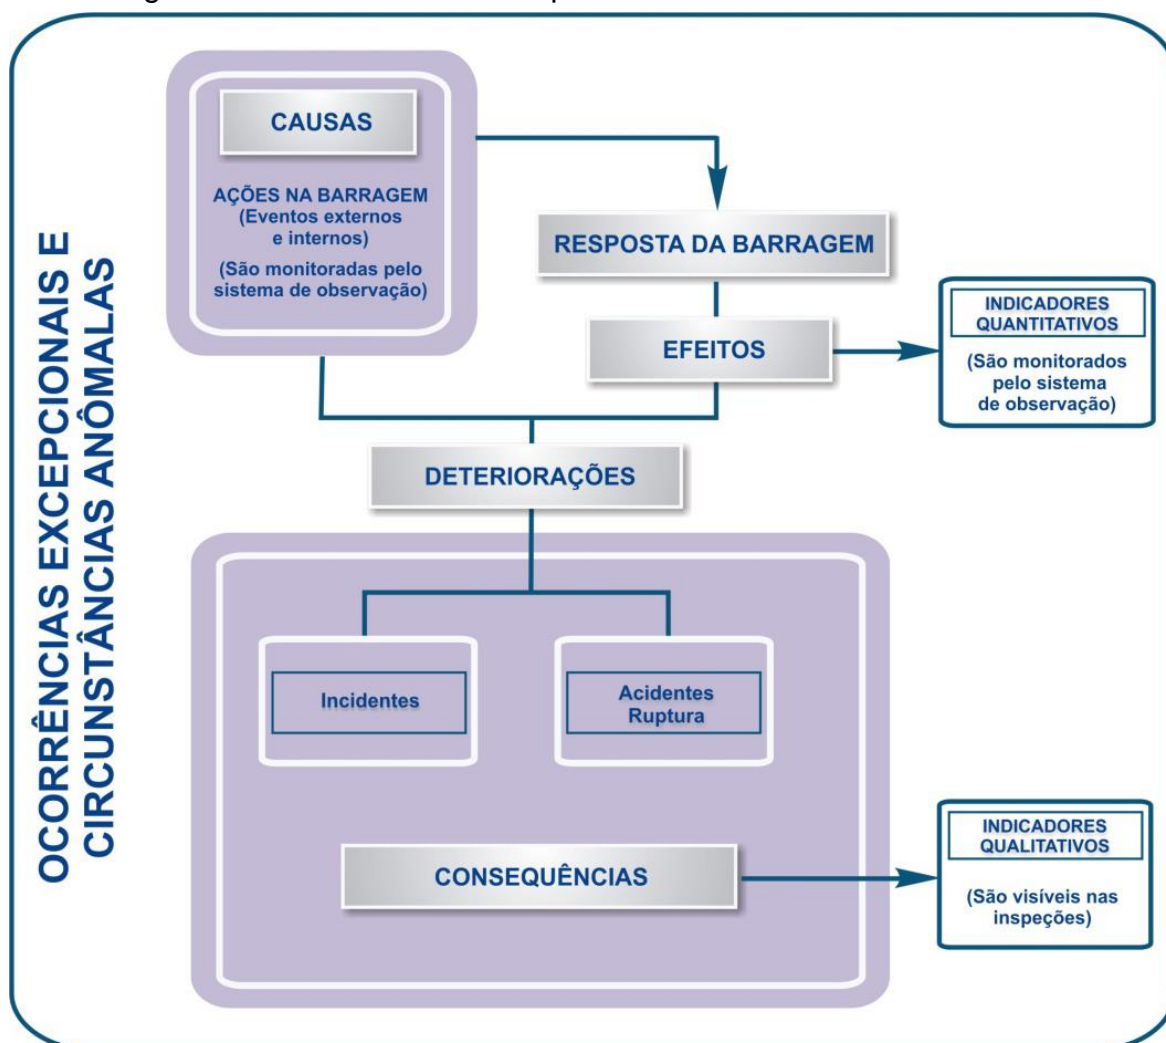 OCORRÊNCIAS EXCEPCIONAIS E
CIRCUNSTÂNCIAS ANÔMALAS
CAUSAS
AÇÕES NA BARRAGEM
(Eventos externos
e internos)
(São monitoradas pelo
sistema de observação)
RESPOSTA DA BARRAGEM
EFEITOS
INDICADORES
QUANTITATIVOS
(São monitorados
pelo sistema
de observação)
DETERIORAÇÕES
Incidentes
Acidentes
Ruptura
CONSEQUÊNCIAS
INDICADORES
QUALITATIVOS
(São visíveis nas
inspeções)